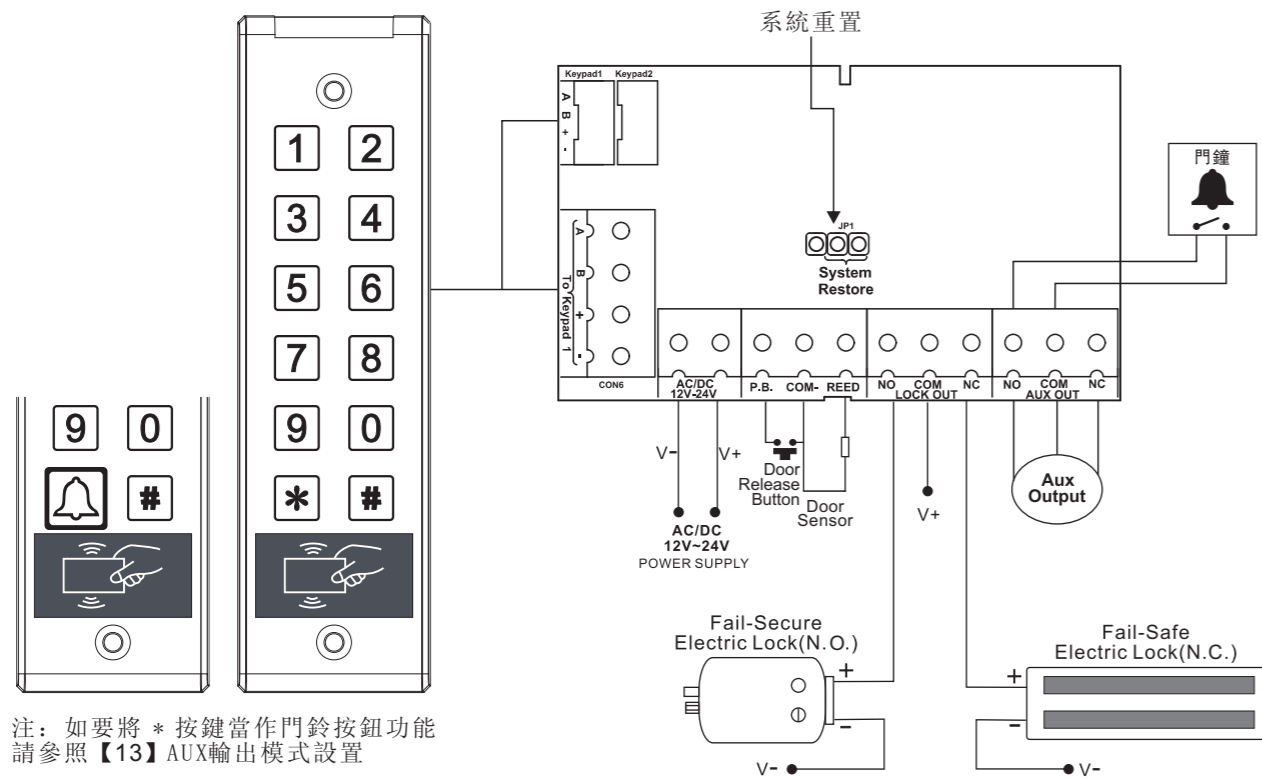 系統重置
Keypad1 Keypad2
A
B
+
-
1 2
3 4
5 6
7 8
9 0
* #
9 0
#
A
B
+
-
To Keypad 1
CON6
JP1
System
Restore
門鐘
AC/DC
12V-24V
P.B. COM- REED
NO COM NC
LOCK OUT
NO COM NC
AUX OUT
V- V+
Door
Release
Button
Door
Sensor
V+
Aux
Output
AC/DC
12V~24V
POWER SUPPLY
Fail-Secure
Electric Lock(N.O.)
+
-
V-
Fail-Safe
Electric Lock(N.C.)
+
-
V-
注：如要將 * 按鍵當作門鈴按鈕功能
請參照【13】AUX輸出模式設置